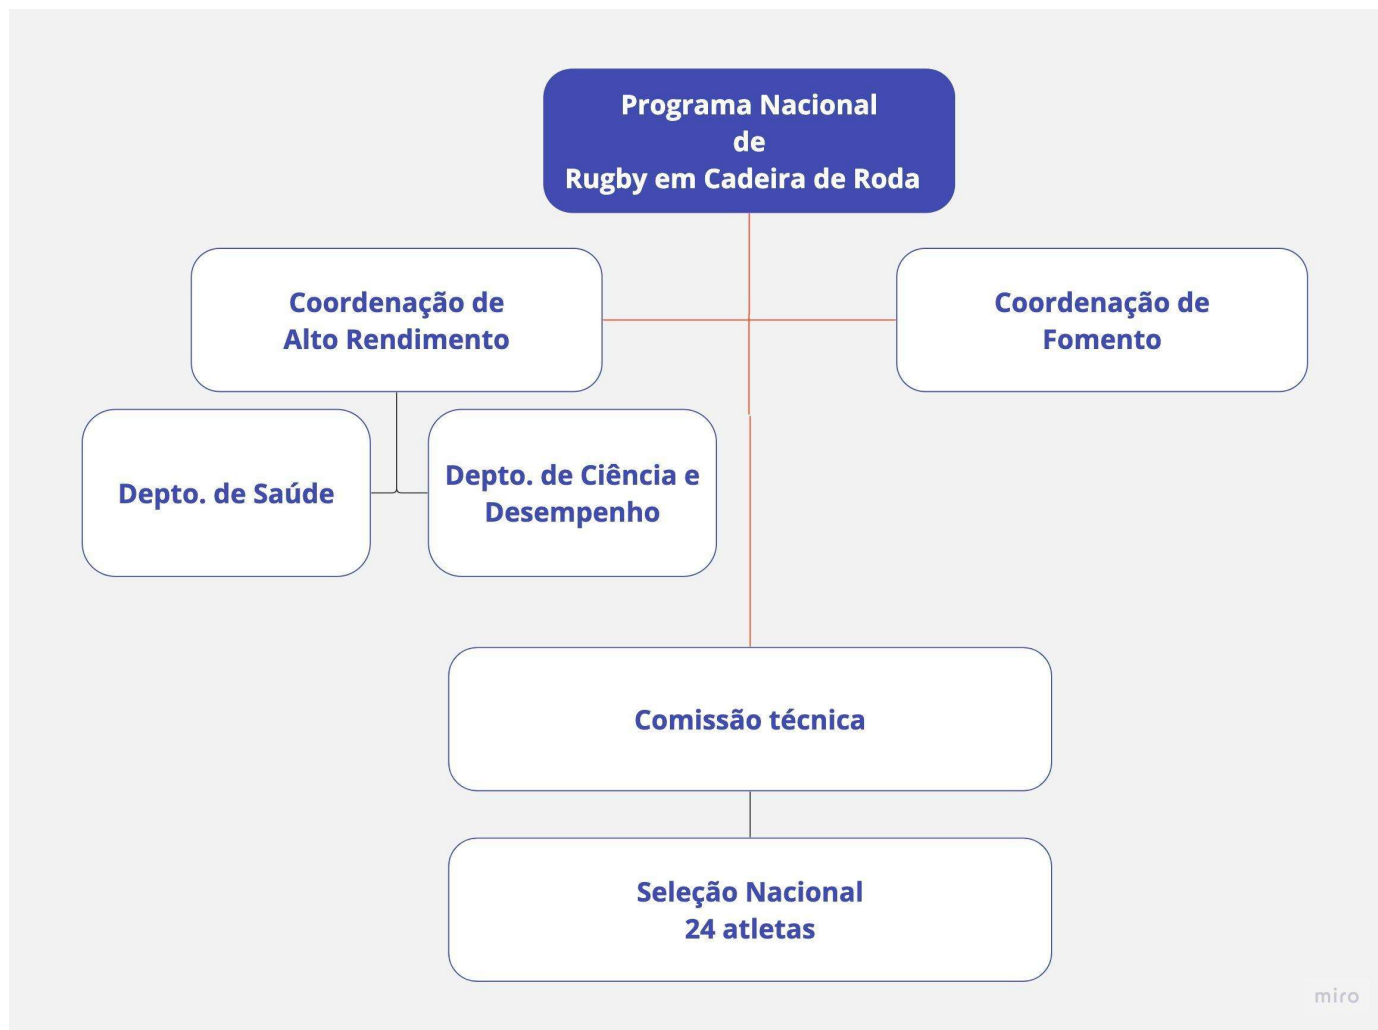 Programa Nacional
de
Rugby em Cadeira de Roda
Coordenação de
Alto Rendimento
Coordenação de
Fomento
Depto. de Saúde
Depto. de Ciência e
Desempenho
Comissão técnica
Seleção Nacional
24 atletas
miro